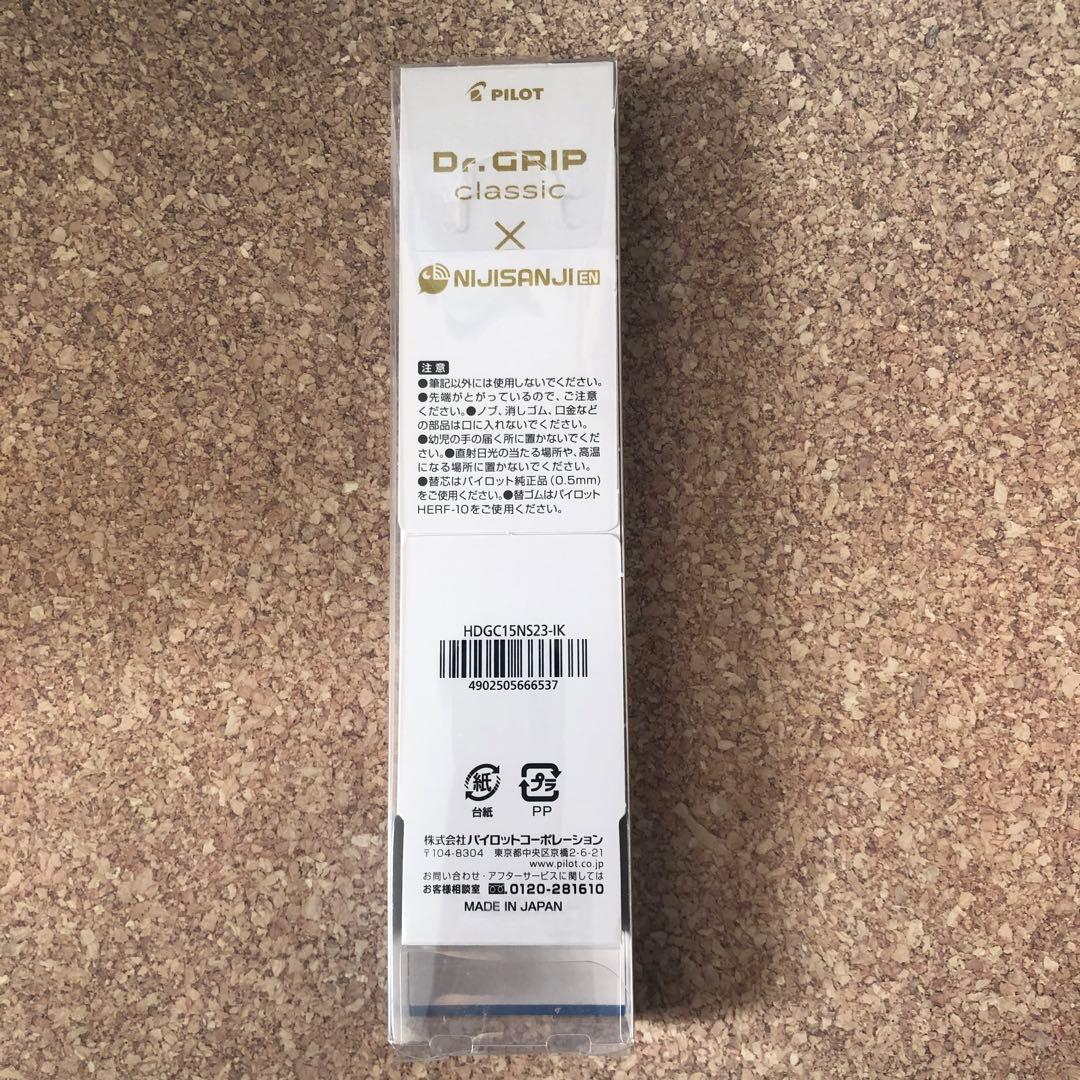 PILOT
Dr.GRIP
classic
×
NIJISANJI EN
注意
●筆記以外には使用しないでください。
●先端がとがっているので、ご注意
ください。●ノブ、消しゴム、口金など
の部品は口に入れないでください。
●幼児の手の届く所に置かないでくだ
さい。●直射日光の当たる場所や、高温
になる場所に置かないでください。
●替芯はパイロット純正品(0.5mm)
をご使用ください。●替ゴムはパイロット
HERF-10をご使用ください。
HDGC15NS23-IK
4902505666537
紙 プラ
台紙 PP
株式会社パイロットコーポレーション
〒104-8304 東京都中央区京橋2-6-21
www.pilot.co.jp
お問い合わせ・アフターサービスに関しては
お客様相談室 0120-281610
MADE IN JAPAN